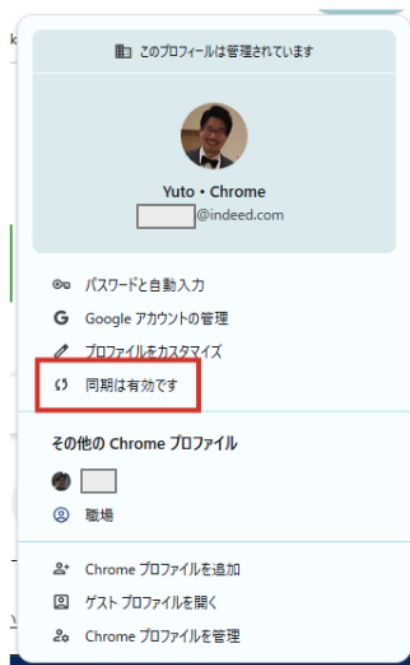 k
このプロフィールは管理されています
Yuto • Chrome
@indeed.com
パスワードと自動入力
Google アカウントの管理
プロファイルをカスタマイズ
同期は有効です
その他の Chrome プロファイル
職場
Chrome プロファイルを追加
ゲスト プロファイルを開く
Chrome プロファイルを管理